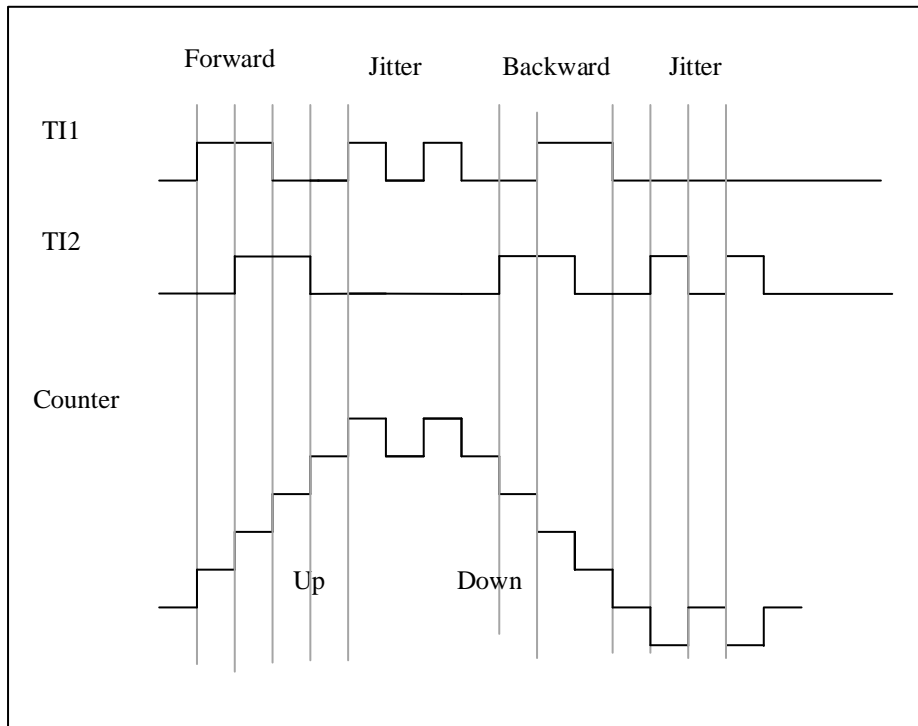 Forward
Jitter
Backward
Jitter
TI1
TI2
Counter
Up
Down